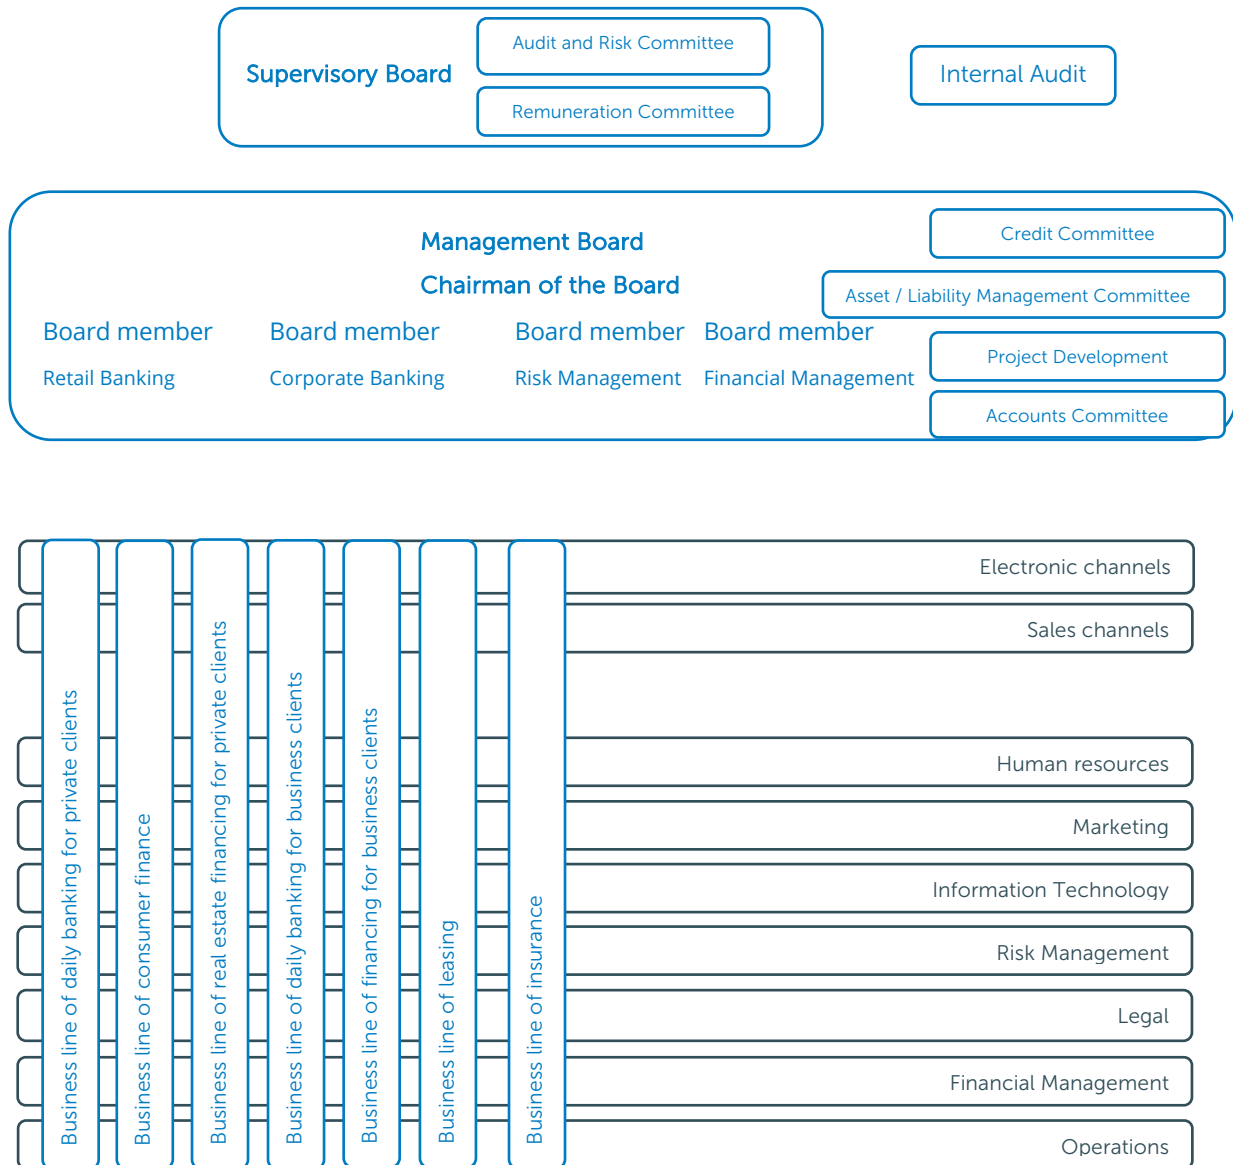 Audit and Risk Committee
Supervisory Board
Remuneration Committee
Internal Audit
Management Board
Chairman of the Board
Credit Committee
Asset / Liability Management Committee
Project Development
Accounts Committee
Board member
Retail Banking
Board member
Corporate Banking
Board member
Risk Management
Board member
Financial Management
Electronic channels
Sales channels
Human resources
Marketing
Information Technology
Risk Management
Legal
Financial Management
Operations
Business line of daily banking for private clients
Business line of consumer finance
Business line of real estate financing for private clients
Business line of daily banking for business clients
Business line of financing for business clients
Business line of leasing
Business line of insurance